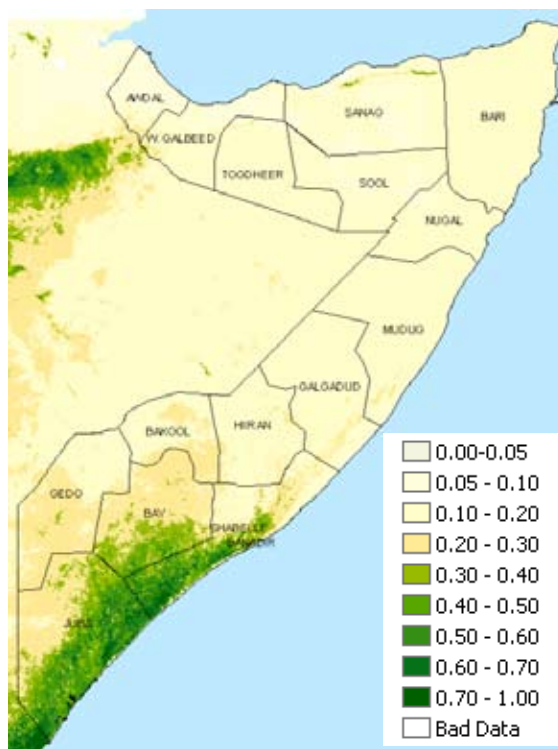 AWDAL
W. GALBEED
TOGDHEER
SANAG
BARI
SOOL
NUGAL
MUDUG
GALGADUD
HIIRAN
BAKOOL
GEDO
BAY
SHABELLE
BANADIR
JUBA
0.00-0.05
0.05 - 0.10
0.10 - 0.20
0.20 - 0.30
0.30 - 0.40
0.40 - 0.50
0.50 - 0.60
0.60 - 0.70
0.70 - 1.00
Bad Data